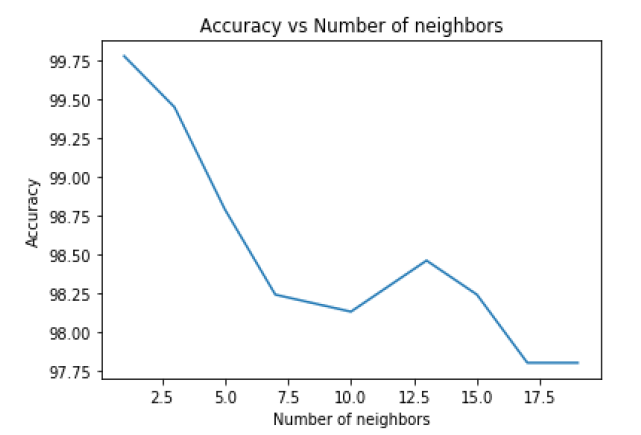 Accuracy vs Number of neighbors
99.75
99.50
99.25
99.00
98.75
98.50
98.25
98.00
97.75
Accuracy
2.5 5.0 7.5 10.0 12.5 15.0 17.5
Number of neighbors